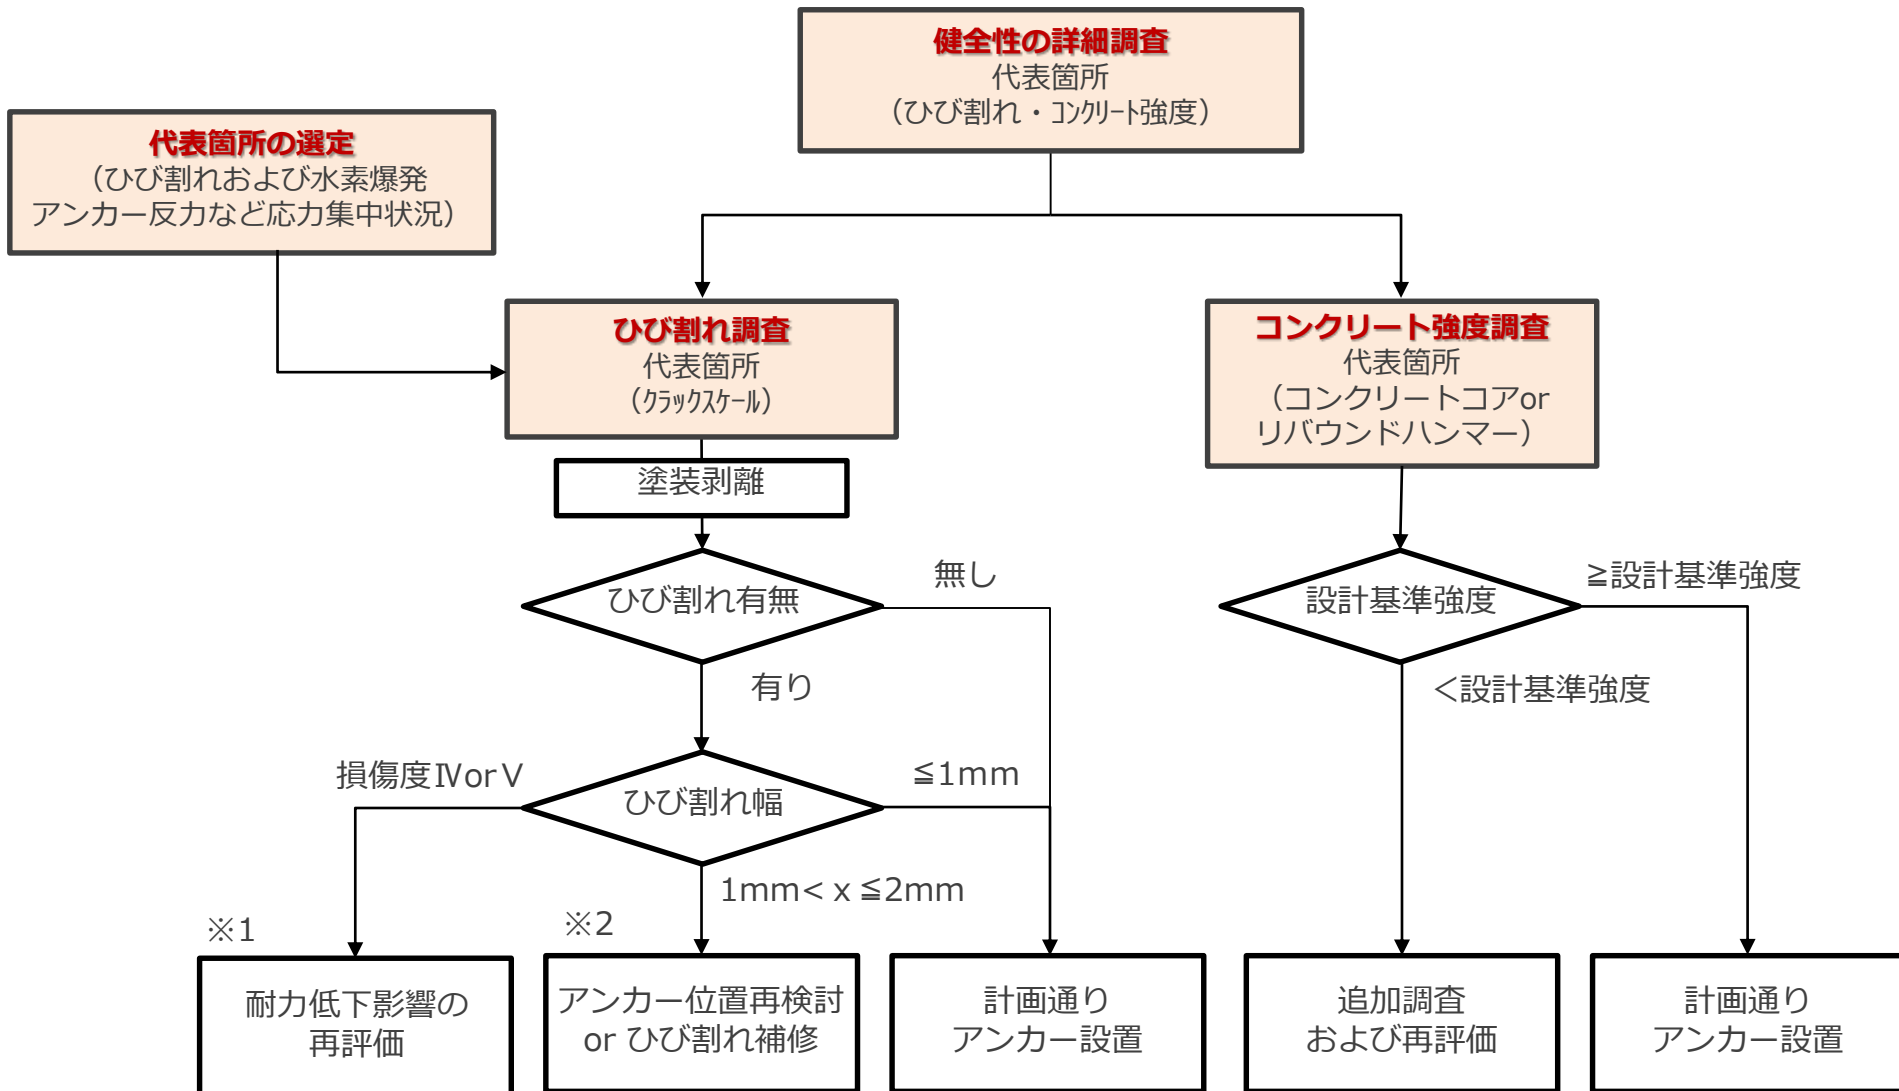 健全性の詳細調査
代表箇所
（ひび割れ・ｺﾝｸﾘｰﾄ強度）
代表箇所の選定
（ひび割れおよび水素爆発
アンカー反力など応力集中状況）
ひび割れ調査
代表箇所
（ｸﾗｯｸｽｹｰﾙ）
コンクリート強度調査
代表箇所
（コンクリートコアor
リバウンドハンマー）
塗装剥離
ひび割れ有無
無し
有り
設計基準強度
≧設計基準強度
＜設計基準強度
損傷度ⅣorⅤ
ひび割れ幅
≦1mm
1mm＜x≦2mm
※1
※2
耐力低下影響の
再評価
アンカー位置再検討
or ひび割れ補修
計画通り
アンカー設置
追加調査
および再評価
計画通り
アンカー設置